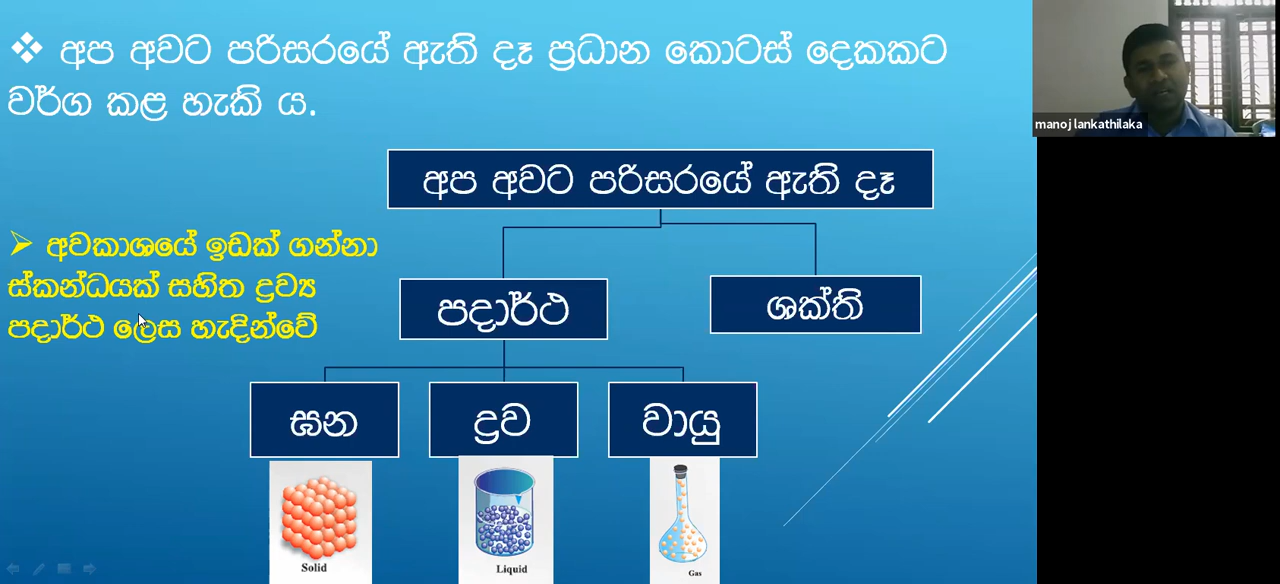 ❖ අප අවට පරිසරයේ ඇති දෑ ප්‍රධාන කොටස් දෙකකට
වර්ග කළ හැකි ය.
manoj lankathilaka
අප අවට පරිසරයේ ඇති දෑ
➢ අවකාශයේ ඉඩක් ගන්නා
ස්කන්ධයක් සහිත ද්‍රව්‍ය
පදාර්ථ ලෙස හැදින්වේ
පදාර්ථ
ශක්ති
ඝන
ද්‍රව
වායු
Solid
Liquid
Gas